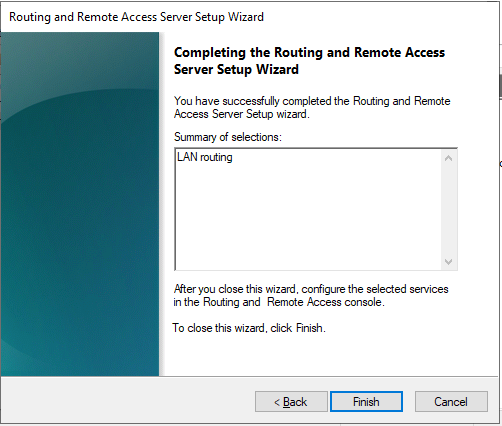 Routing and Remote Access Server Setup Wizard
Completing the Routing and Remote Access
Server Setup Wizard
You have successfully completed the Routing and Remote
Access Server Setup wizard.
Summary of selections:
LAN routing
After you close this wizard, configure the selected services
in the Routing and  Remote Access console.
To close this wizard, click Finish.
< Back
Finish
Cancel